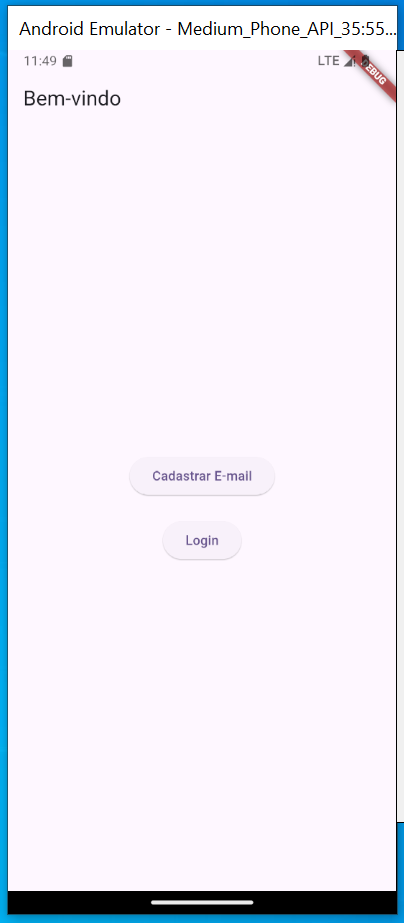 Android Emulator - Medium_Phone_API_35:55...
11:49
LTE
DEBUG
Bem-vindo
Cadastrar E-mail
Login